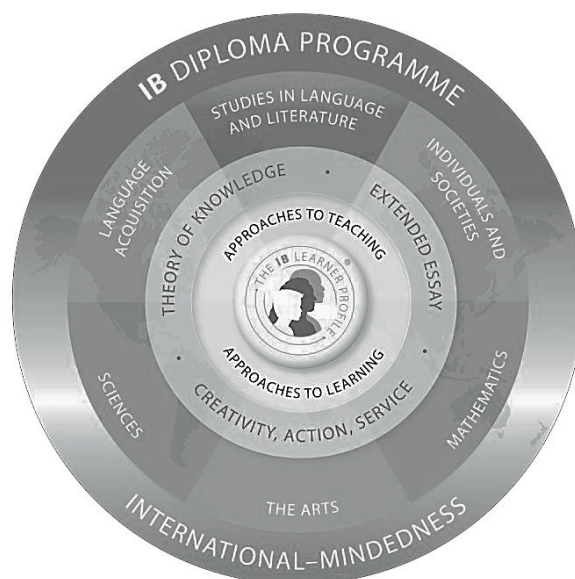 IB DIPLOMA PROGRAMME
STUDIES IN LANGUAGE
AND LITERATURE
LANGUAGE
ACQUISITION
INDIVIDUALS AND
SOCIETIES
THEORY OF KNOWLEDGE
EXTENDED ESSAY
APPROACHES TO TEACHING
THE IB LEARNER PROFILE
®
APPROACHES TO LEARNING
CREATIVITY, ACTION, SERVICE
SCIENCES
MATHEMATICS
THE ARTS
INTERNATIONAL–MINDEDNESS